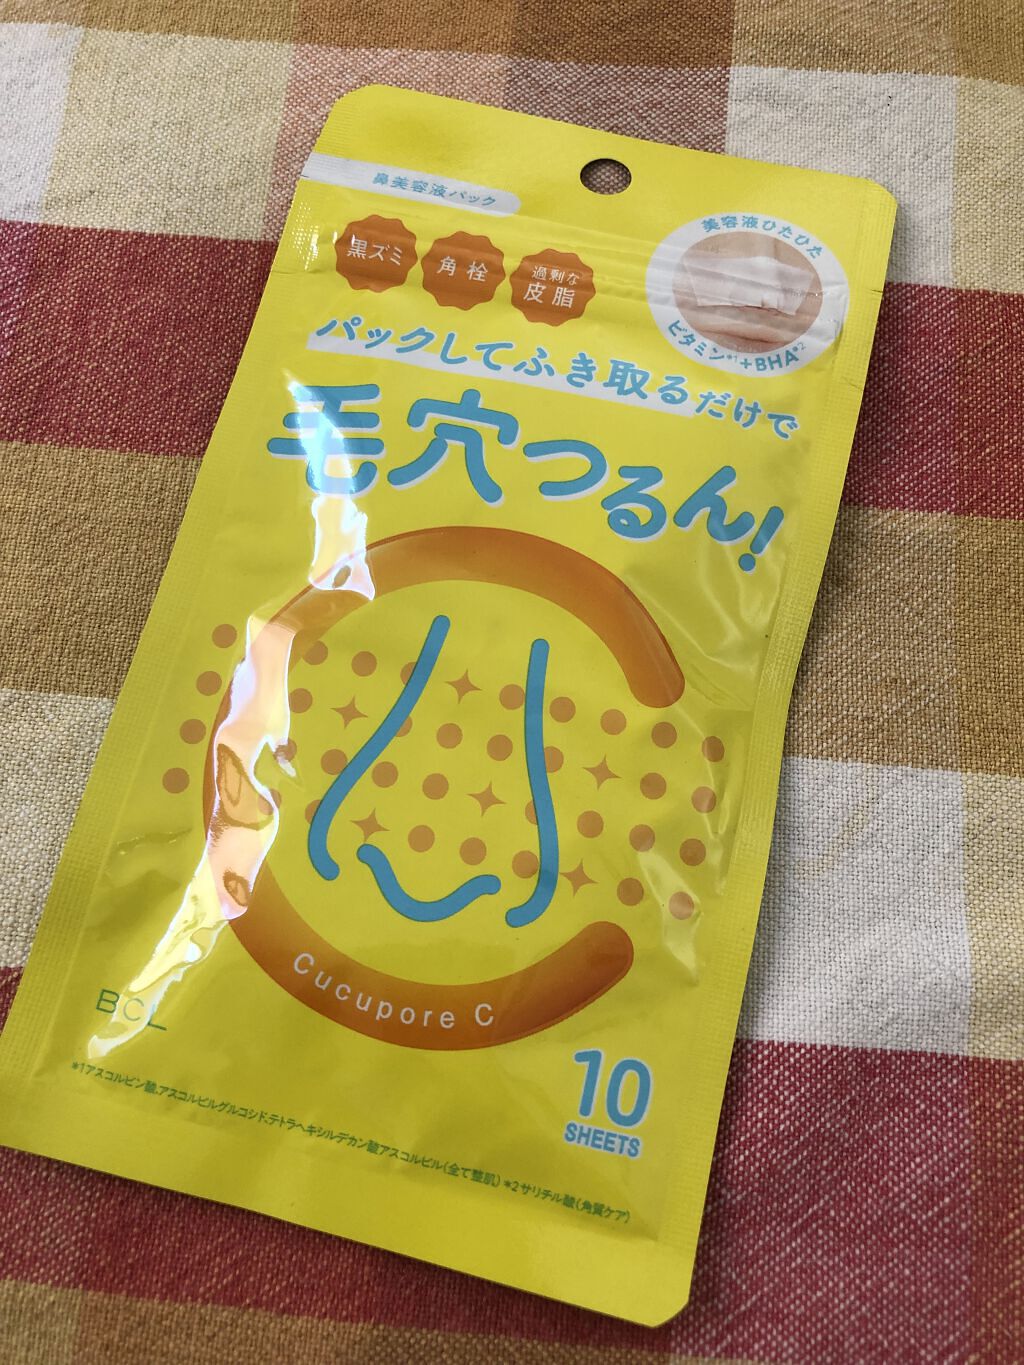 鼻美容液パック
黒ズミ
角栓
過剰な
皮脂
美容液ひたひた
ビタミン*1+BHA*2
パックしてふき取るだけで
毛穴つるん!
Cucupore C
BCL
10
SHEETS
*1アスコルビン酸、アスコルビルグルコシド、テトラヘキシルデカン酸アスコルビル(全て整肌) *2サリチル酸(角質ケア)